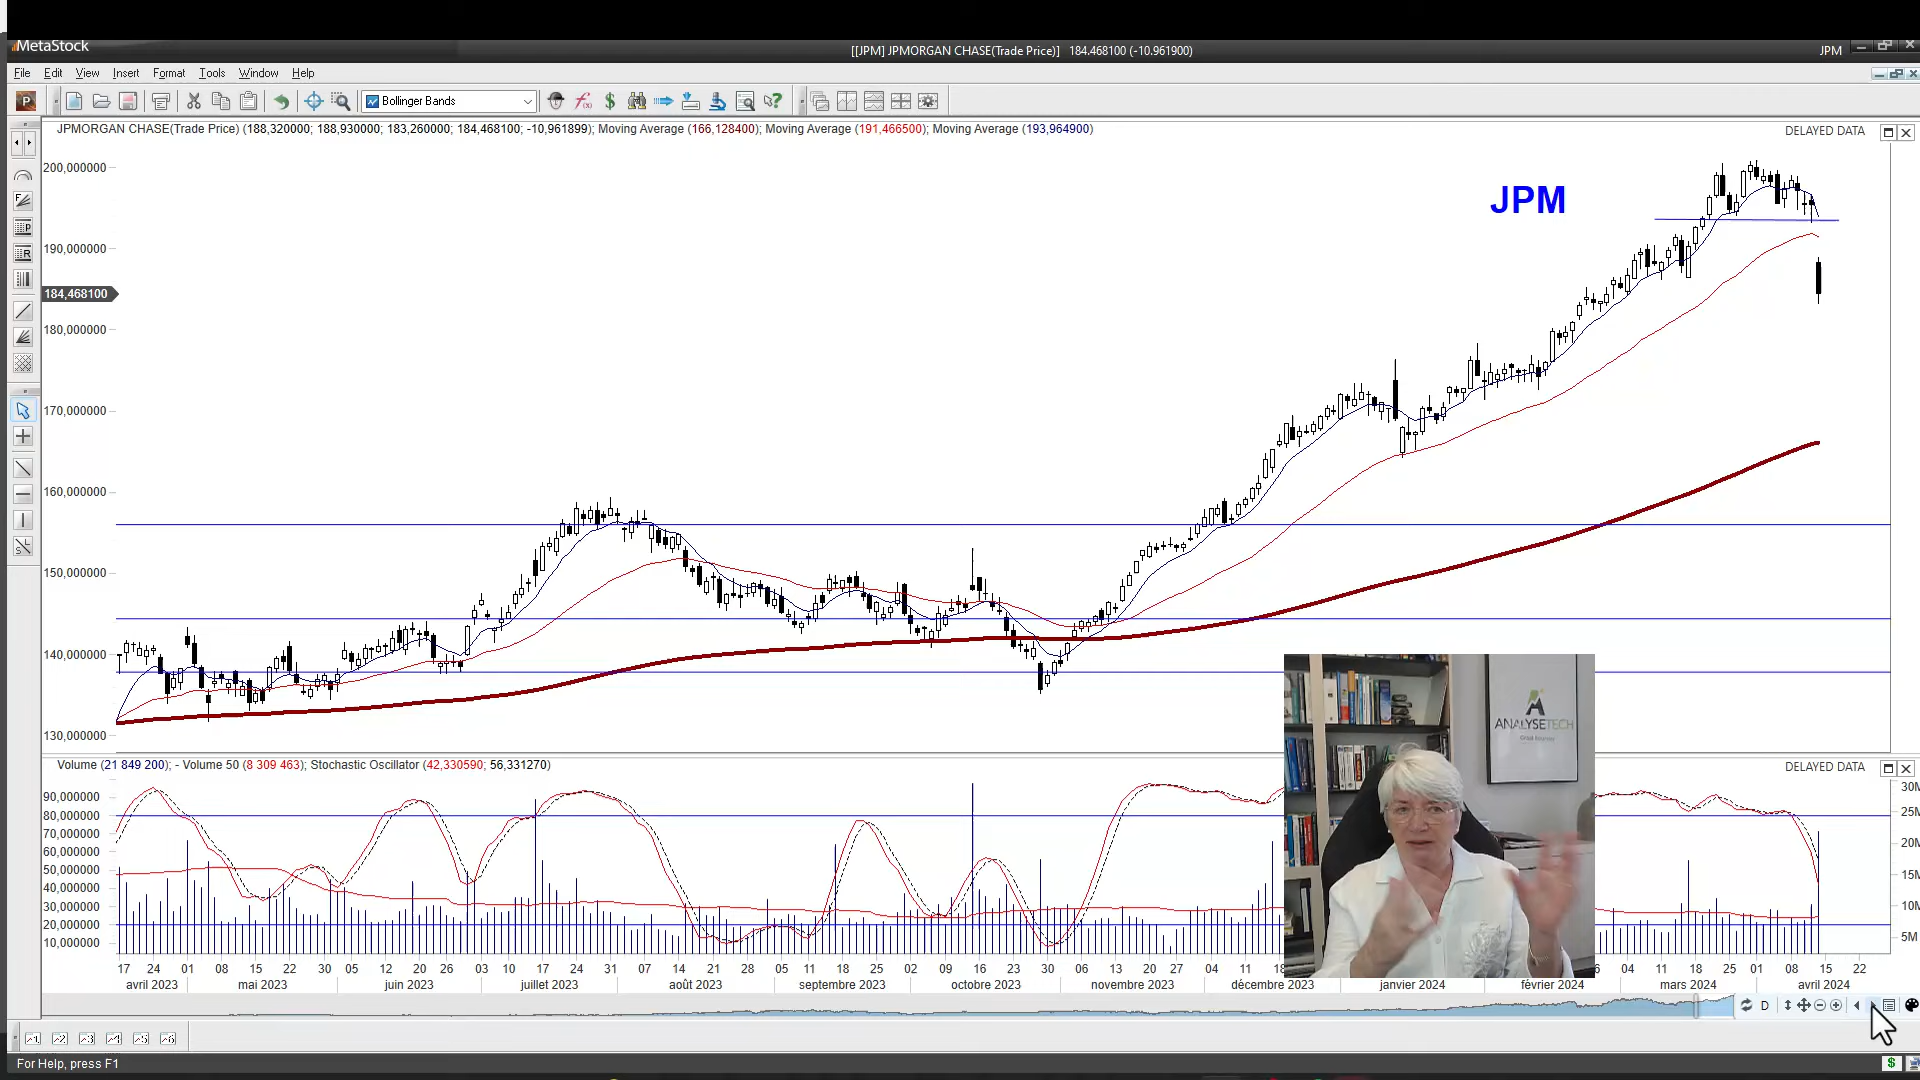 MetaStock
[[JPM] JPMORGAN CHASE(Trade Price)] 184.468100 (-10.961900)
JPM
File Edit View Insert Format Tools Window Help
Bollinger Bands
JPMORGAN CHASE(Trade Price) (188,320000; 188,930000; 183,260000; 184,468100; -10,961899); Moving Average (166,128400); Moving Average (191,466500); Moving Average (193,964900)
DELAYED DATA
200,000000
190,000000
184,468100
180,000000
170,000000
160,000000
150,000000
140,000000
130,000000
JPM
ANALYSETECH
Volume (21 849 200); - Volume 50 (8 309 463); Stochastic Oscillator (42,330590; 56,331270)
DELAYED DATA
90,000000
80,000000
70,000000
60,000000
50,000000
40,000000
30,000000
20,000000
10,000000
30M
25M
20M
15M
10M
5M
17 24 01 08 15 22 30 05 12 20 26 03 10 17 24 31 07 14 21 28 05 11 18 25 02 09 16 23 30 06 13 20 27 04 11 04 11 18 25 01 08 15 22
avril 2023 mai 2023 juin 2023 juillet 2023 août 2023 septembre 2023 octobre 2023 novembre 2023 décembre 2023 janvier 2024 février 2024 mars 2024 avril 2024
D
For Help, press F1